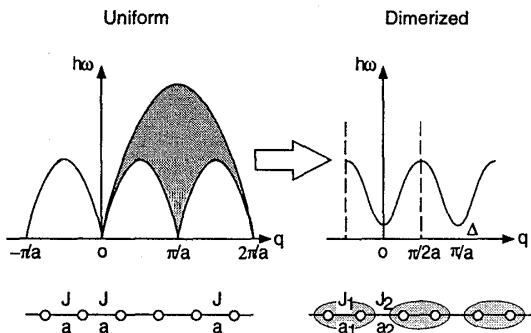 Uniform
Dimerized
hω
hω
−π/a o π/a 2π/a q
o π/2a π/a Δ q
J J J
a a a
J1 J2
a1 a2